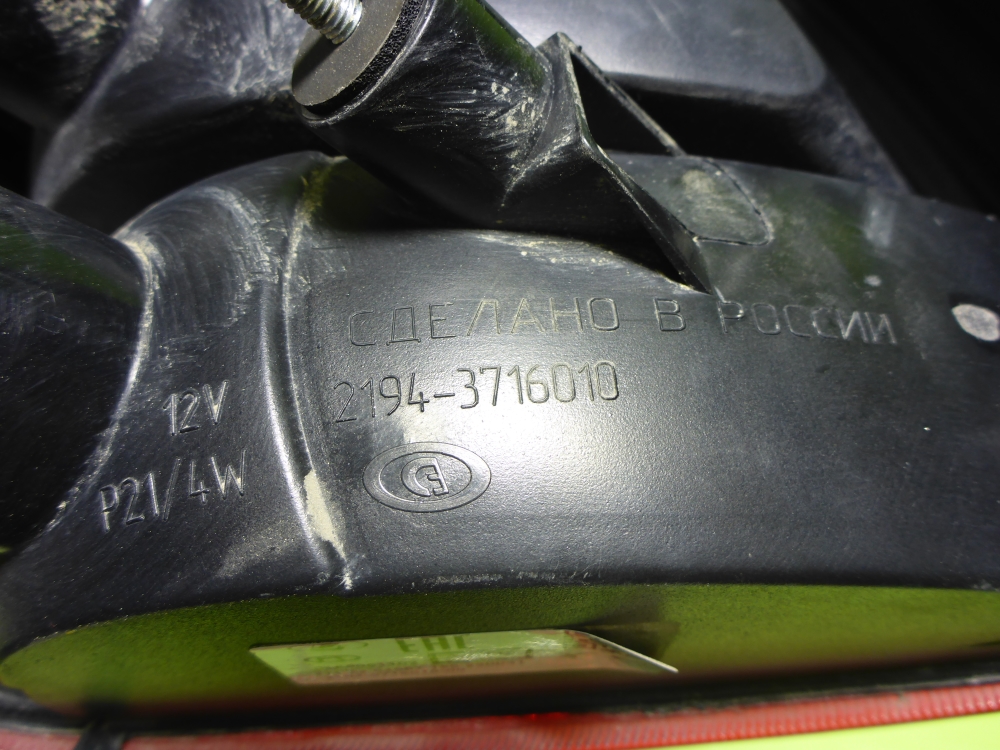 СДЕЛАНО В РОССИИ
2194-3716010
12V
P21/4W